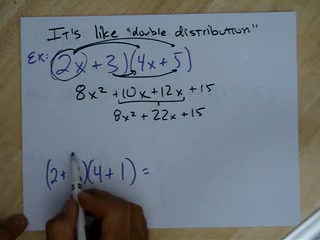 It's like "double distribution"
Ex: (2x + 3)(4x + 5)
8x² + 10x + 12x + 15
8x² + 22x + 15
(2 + )(4 + 1) =